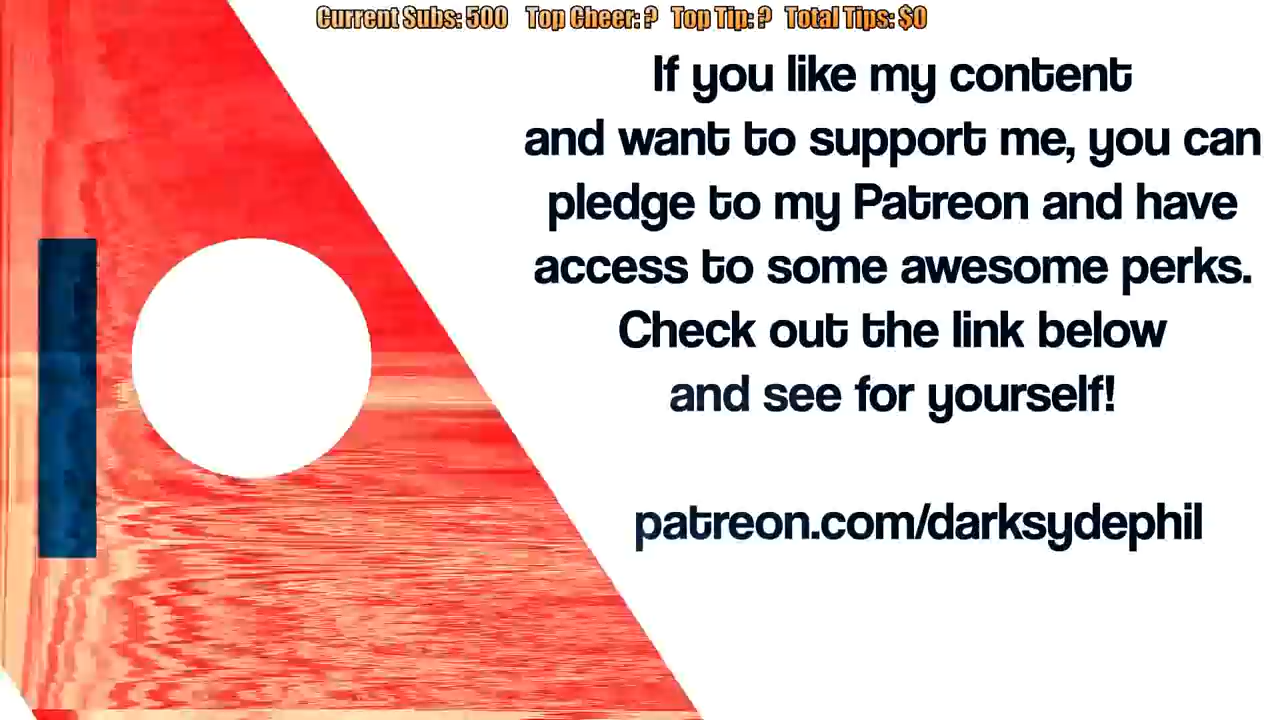 Current Subs: 500 Top Cheer: ? Top Tip: ? Total Tips: $0
If you like my content
and want to support me, you can
pledge to my Patreon and have
access to some awesome perks.
Check out the link below
and see for yourself!
patreon.com/darksydephil